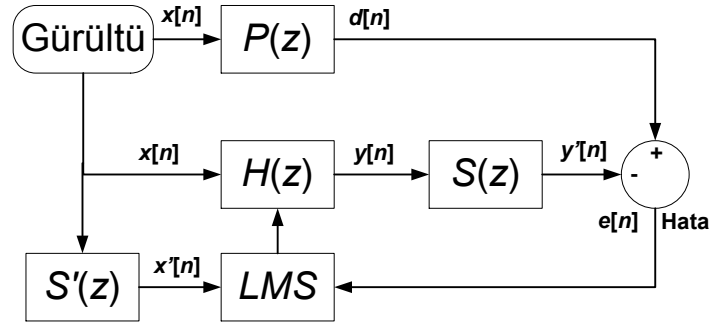 x[n]
d[n]
Gürültü
P(z)
x[n]
H(z)
y[n]
S(z)
y'[n]
+
-
e[n] Hata
S'(z)
x'[n]
LMS